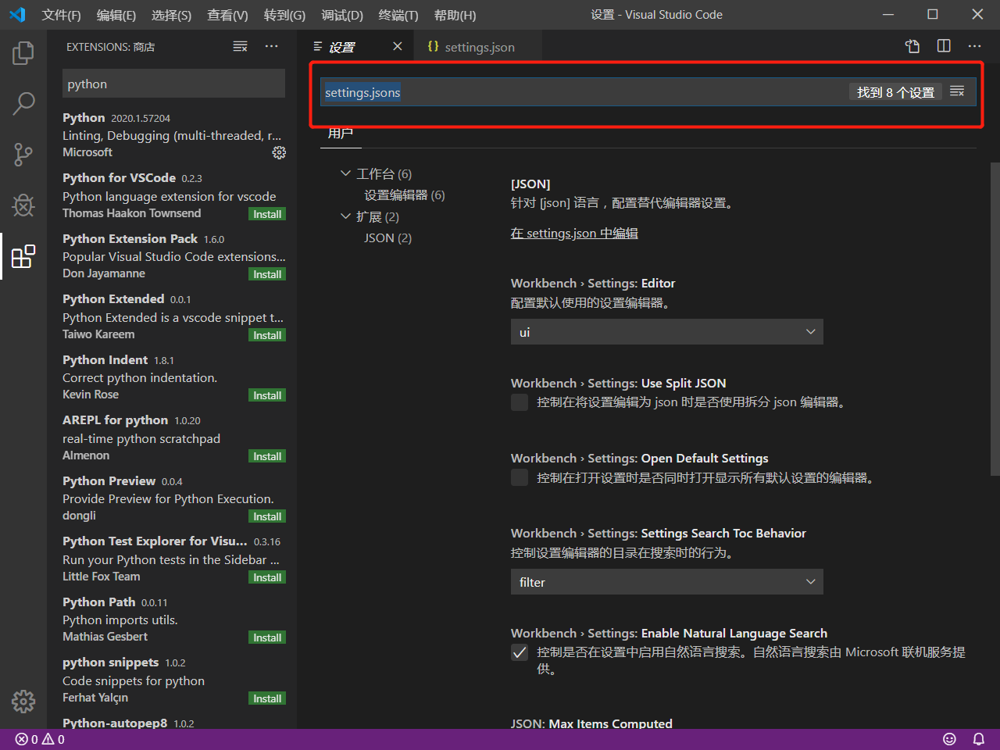 文件(F) 编辑(E) 选择(S) 查看(V) 转到(G) 调试(D) 终端(T) 帮助(H) 设置 - Visual Studio Code
EXTENSIONS: 商店
python
Python 2020.1.57204
Linting, Debugging (multi-threaded, r...
Microsoft
Python for VSCode 0.2.3
Python language extension for vscode
Thomas Haakon Townsend Install
Python Extension Pack 1.6.0
Popular Visual Studio Code extensions...
Don Jayamanne Install
Python Extended 0.0.1
Python Extended is a vscode snippet t...
Taiwo Kareem Install
Python Indent 1.8.1
Correct python indentation.
Kevin Rose Install
AREPL for python 1.0.20
real-time python scratchpad
Almenon Install
Python Preview 0.0.4
Provide Preview for Python Execution.
dongli Install
Python Test Explorer for Visu... 0.3.16
Run your Python tests in the Sidebar ...
Little Fox Team Install
Python Path 0.0.11
Python imports utils.
Mathias Gesbert Install
python snippets 1.0.2
Code snippets for python
Ferhat Yalçın Install
Python-autopep8 1.0.2
设置 settings.json
settings.jsons 找到 8 个设置
用户
工作台 (6)
设置编辑器 (6)
扩展 (2)
JSON (2)
[JSON]
针对 [json] 语言，配置替代编辑器设置。
在 settings.json 中编辑
Workbench › Settings: Editor
配置默认使用的设置编辑器。
ui
Workbench › Settings: Use Split JSON
控制在将设置编辑为 json 时是否使用拆分 json 编辑器。
Workbench › Settings: Open Default Settings
控制在打开设置时是否同时打开显示所有默认设置的编辑器。
Workbench › Settings: Settings Search Toc Behavior
控制设置编辑器的目录在搜索时的行为。
filter
Workbench › Settings: Enable Natural Language Search
控制是否在设置中启用自然语言搜索。自然语言搜索由 Microsoft 联机服务提
供。
JSON: Max Items Computed
0 0